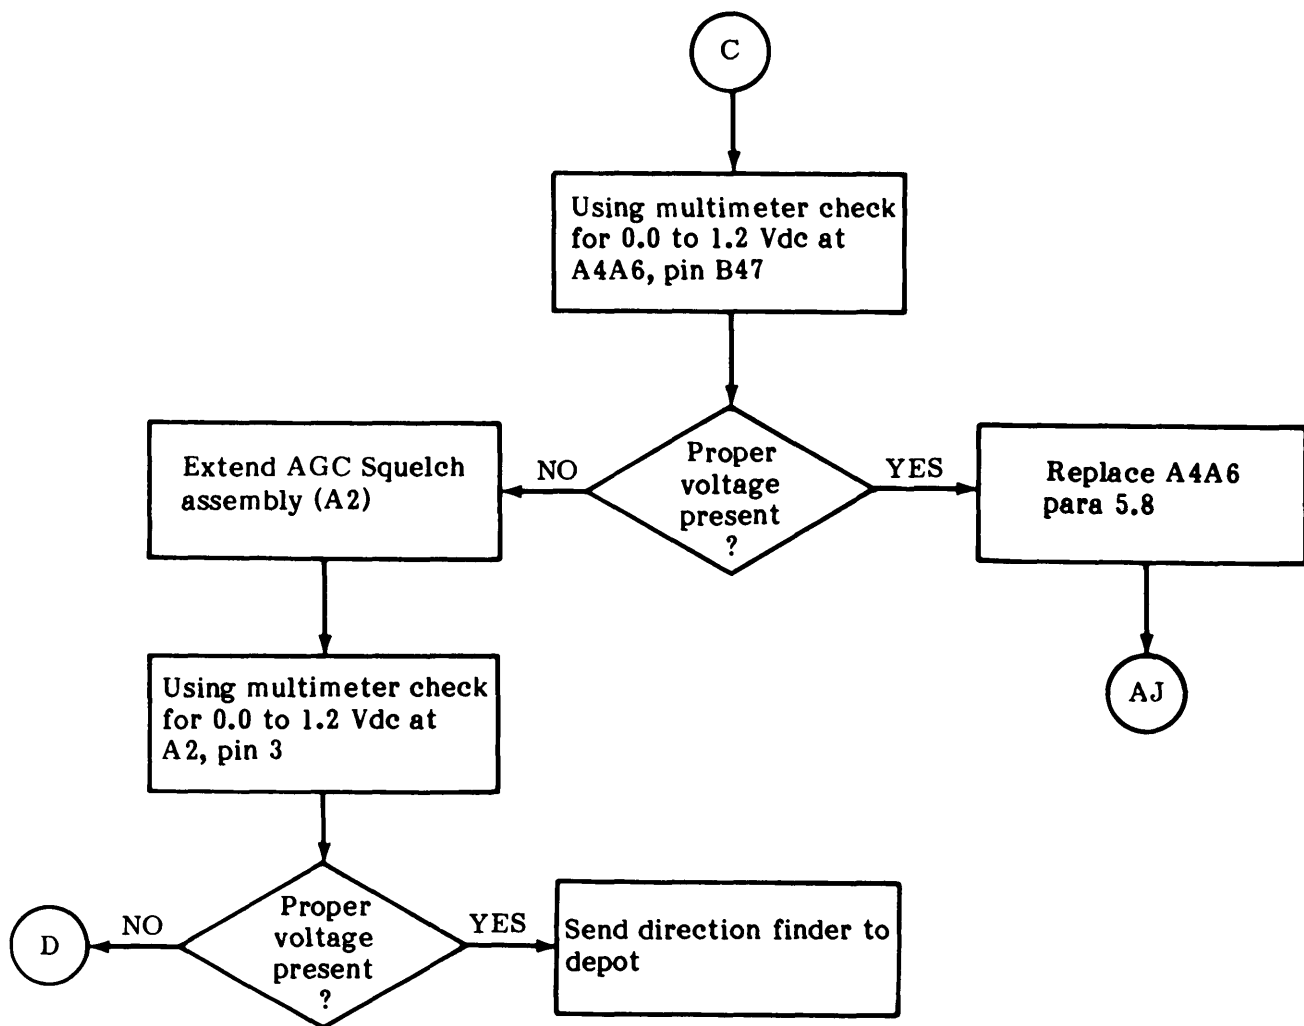 C
Using multimeter check
for 0.0 to 1.2 Vdc at
A4A6, pin B47
Proper
voltage
present
?
NO
YES
Extend AGC Squelch
assembly (A2)
Replace A4A6
para 5.8
AJ
Using multimeter check
for 0.0 to 1.2 Vdc at
A2, pin 3
Proper
voltage
present
?
NO
YES
D
Send direction finder to
depot